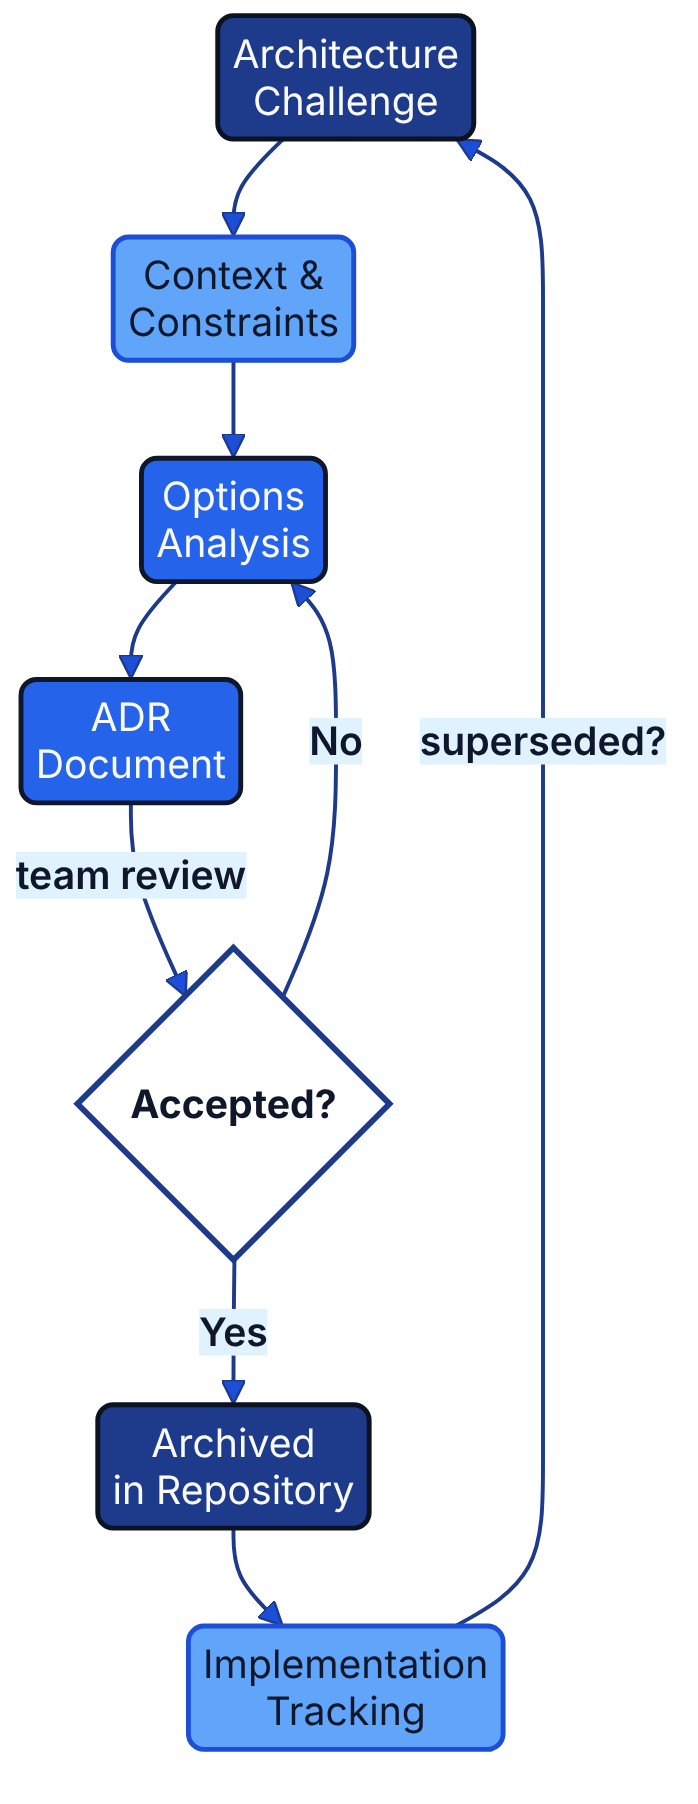 Architecture
Challenge
Context &
Constraints
Options
Analysis
ADR
Document
No
superseded?
team review
Accepted?
Yes
Archived
in Repository
Implementation
Tracking